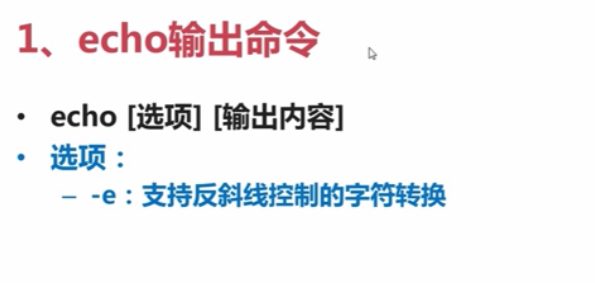 1、echo输出命令
• echo [选项] [输出内容]
• 选项：
– -e：支持反斜线控制的字符转换